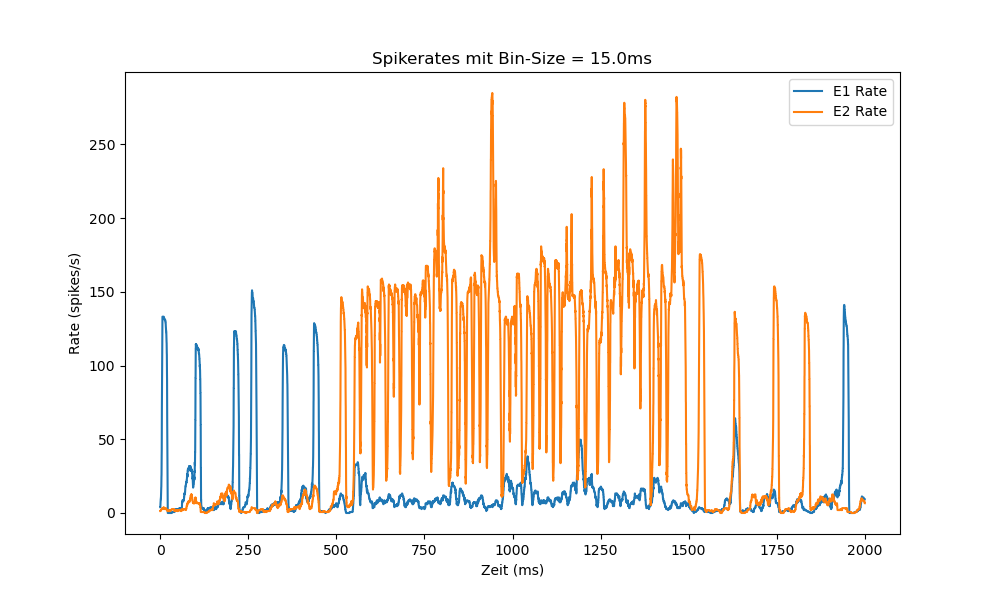 Spikerates mit Bin-Size = 15.0ms
E1 Rate
E2 Rate
Rate (spikes/s)
250
200
150
100
50
0
0 250 500 750 1000 1250 1500 1750 2000
Zeit (ms)